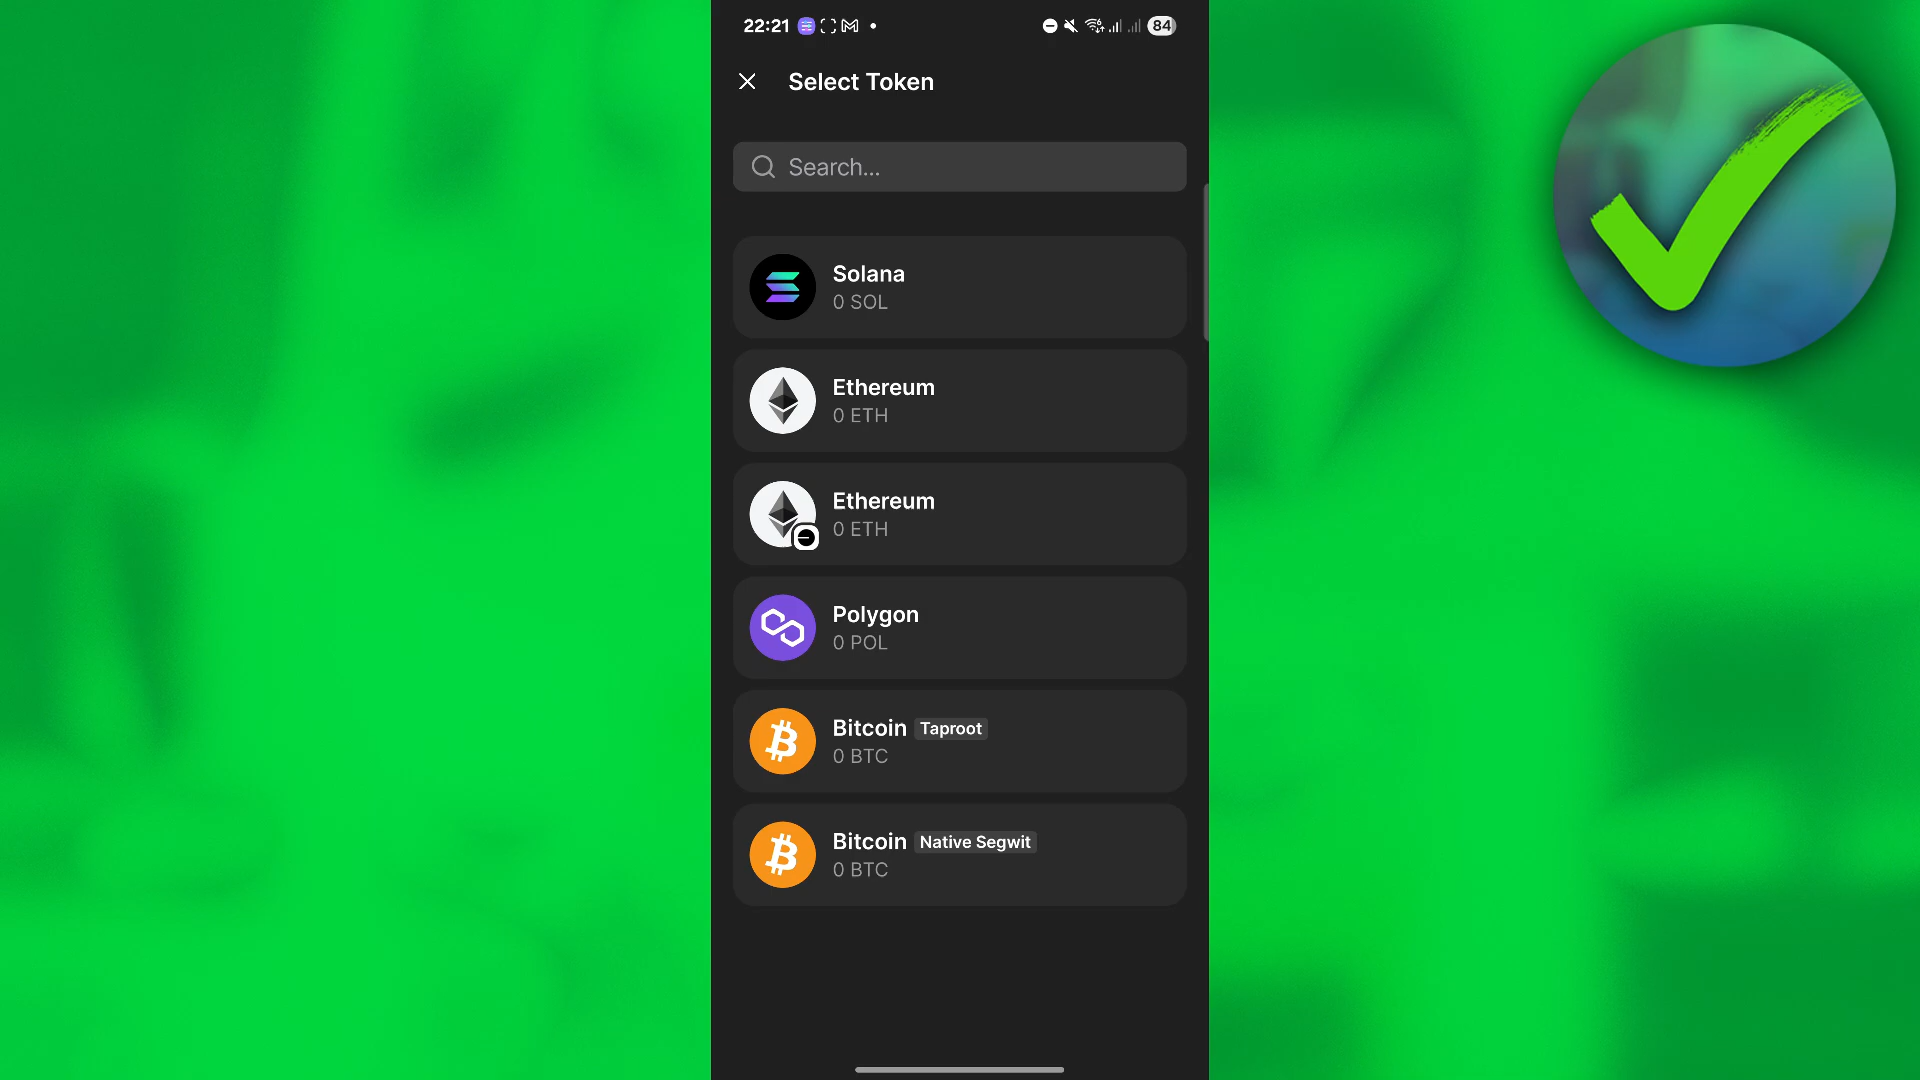 22:21
84
Select Token
Search...
Solana
0 SOL
Ethereum
0 ETH
Ethereum
0 ETH
Polygon
0 POL
Bitcoin Taproot
0 BTC
Bitcoin Native Segwit
0 BTC